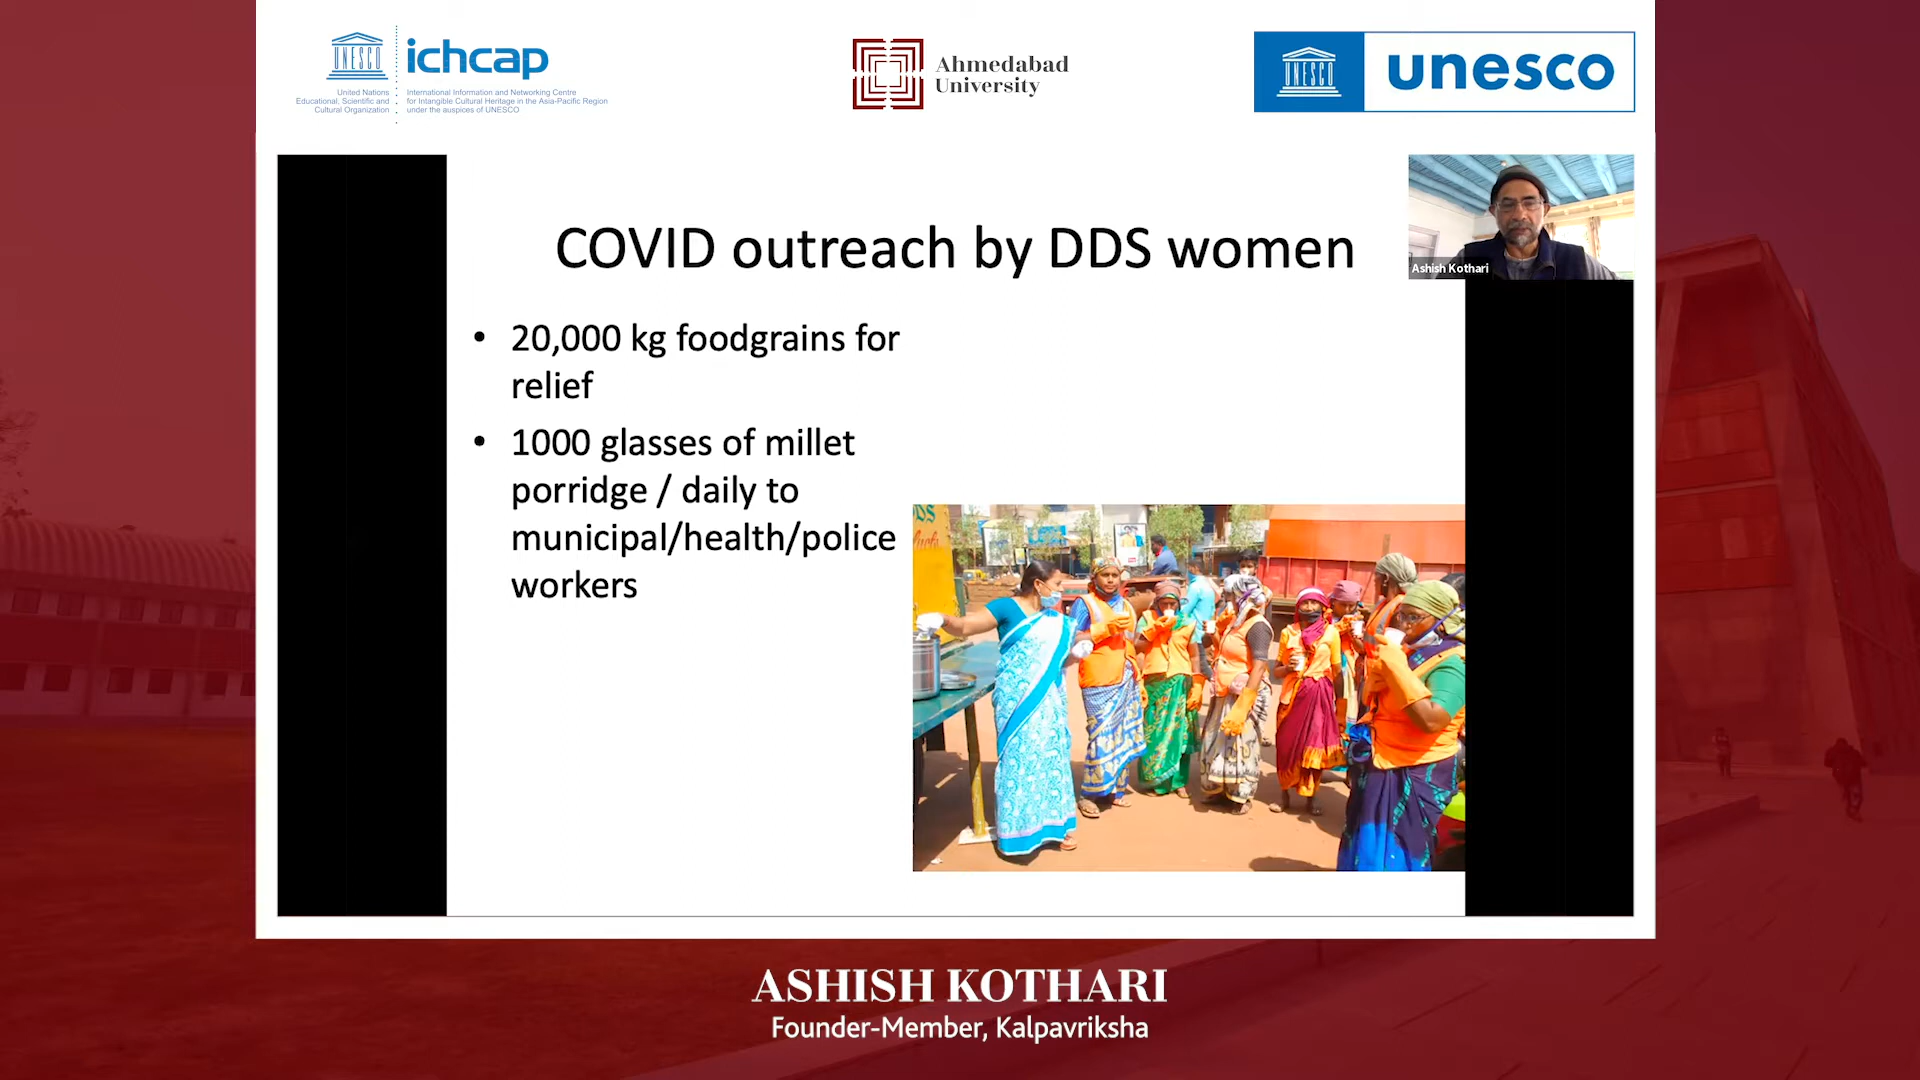 UNESCO
United Nations
Educational, Scientific and
Cultural Organization
ichcap
International Information and Networking Centre
for Intangible Cultural Heritage in the Asia-Pacific Region
under the auspices of UNESCO
Ahmedabad
University
UNESCO
unesco
Ashish Kothari
COVID outreach by DDS women
• 20,000 kg foodgrains for
relief
• 1000 glasses of millet
porridge / daily to
municipal/health/police
workers
DS
ASHISH KOTHARI
Founder-Member, Kalpavriksha